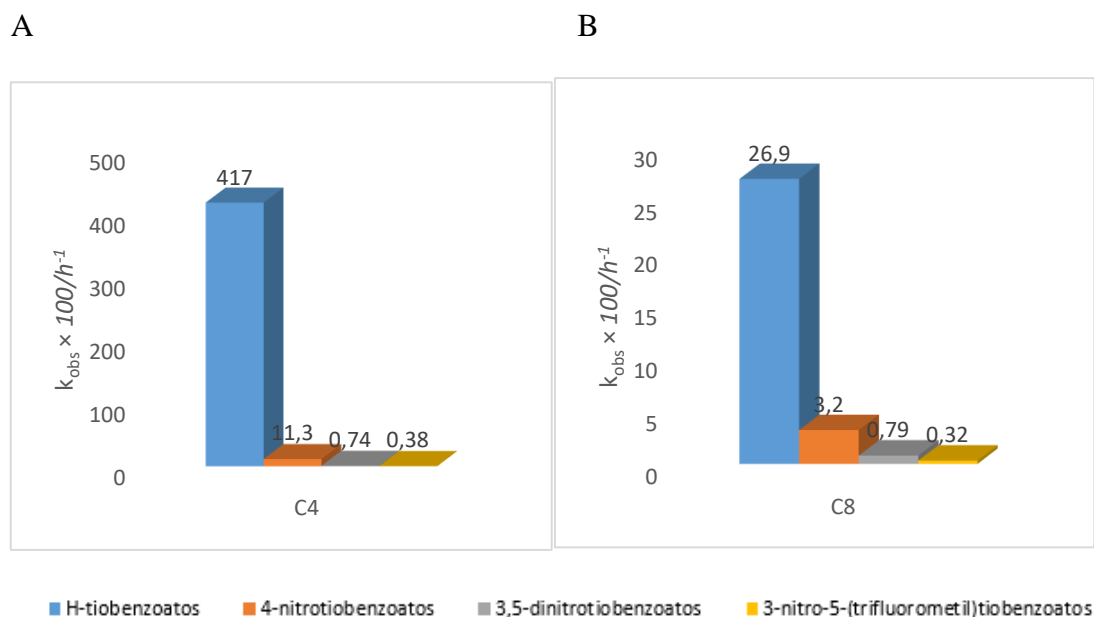 A
B
500
400
300
200
100
0
k_obs × 100/h⁻¹
417
11,3
0,74
0,38
C4
30
25
20
15
10
5
0
k_obs × 100/h⁻¹
26,9
3,2
0,79
0,32
C8
H-tiobenzoatos
4-nitrotiobenzoatos
3,5-dinitrotiobenzoatos
3-nitro-5-(trifluorometil)tiobenzoatos